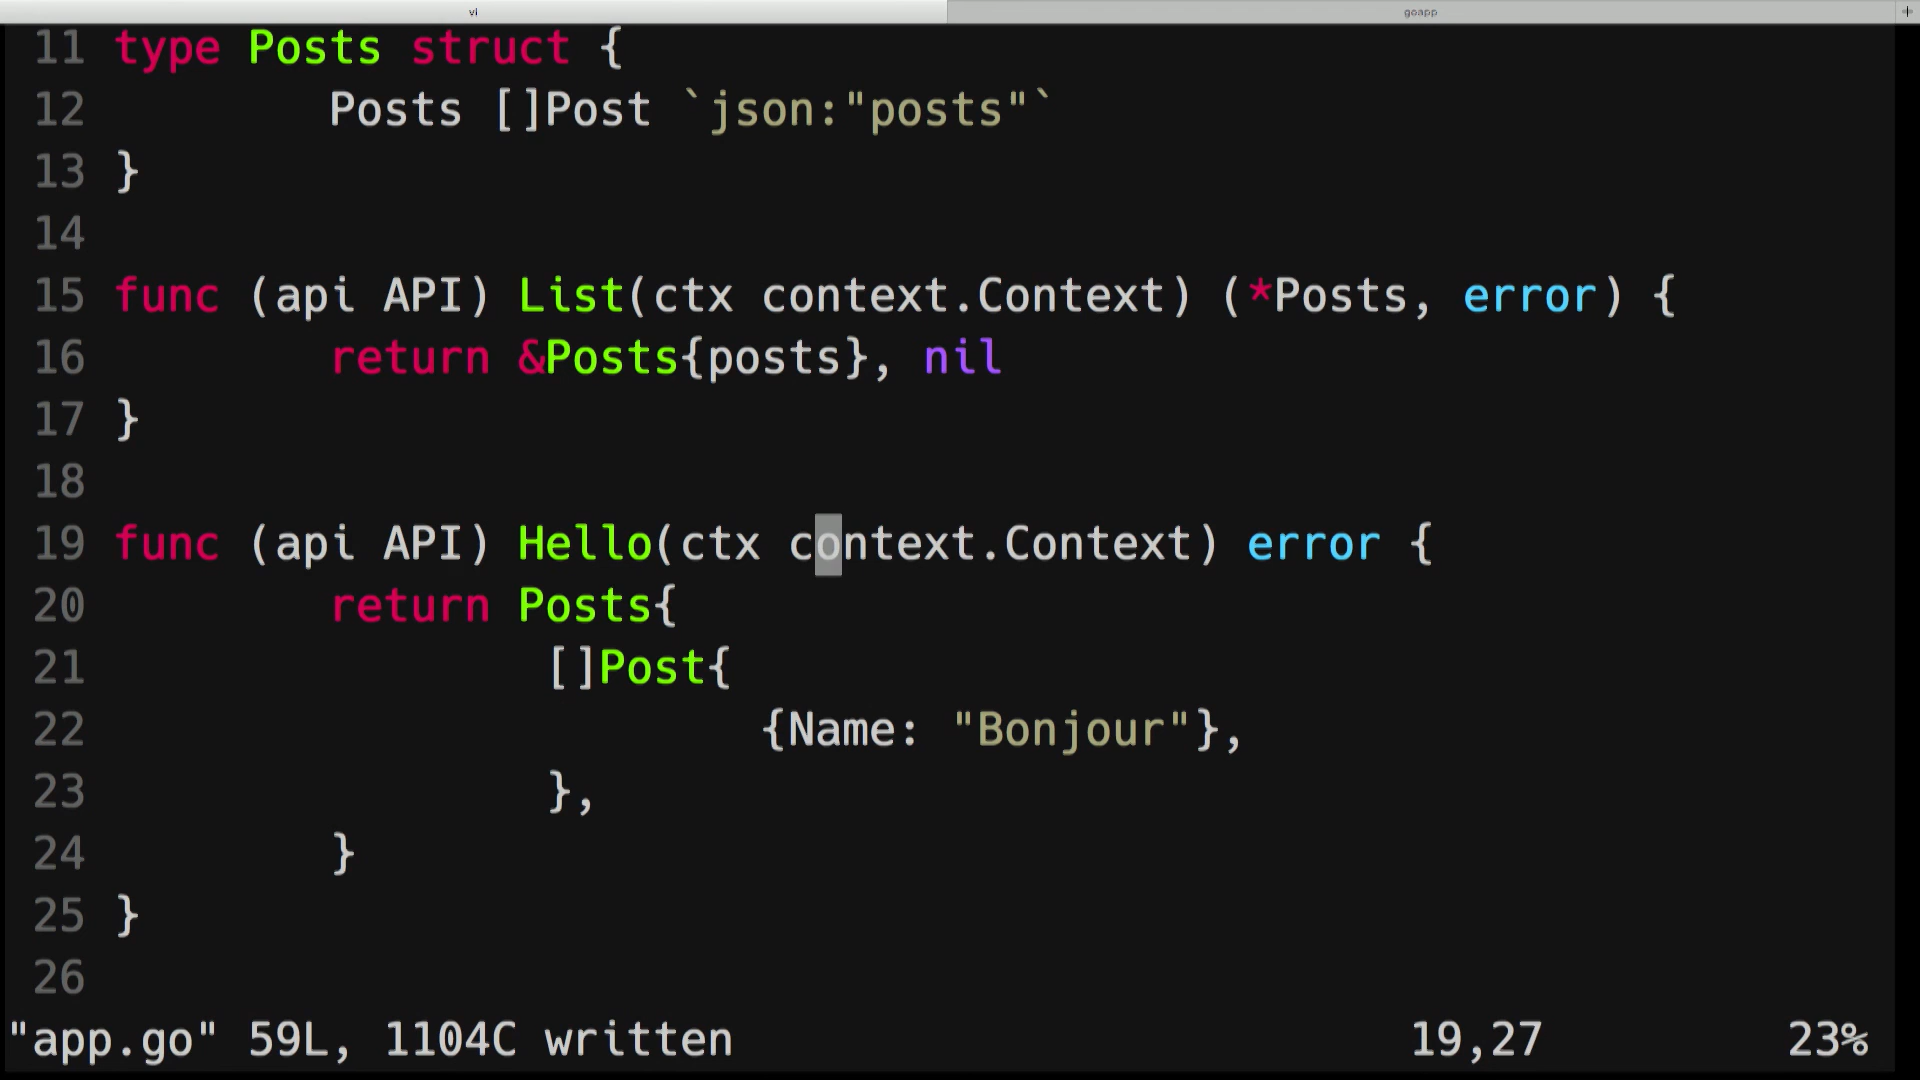 vi
goapp
+
11 type Posts struct {
12         Posts []Post `json:"posts"`
13 }
14
15 func (api API) List(ctx context.Context) (*Posts, error) {
16         return &Posts{posts}, nil
17 }
18
19 func (api API) Hello(ctx context.Context) error {
20         return Posts{
21                 []Post{
22                         {Name: "Bonjour"},
23                 },
24         }
25 }
26
"app.go" 59L, 1104C written 19,27 23%